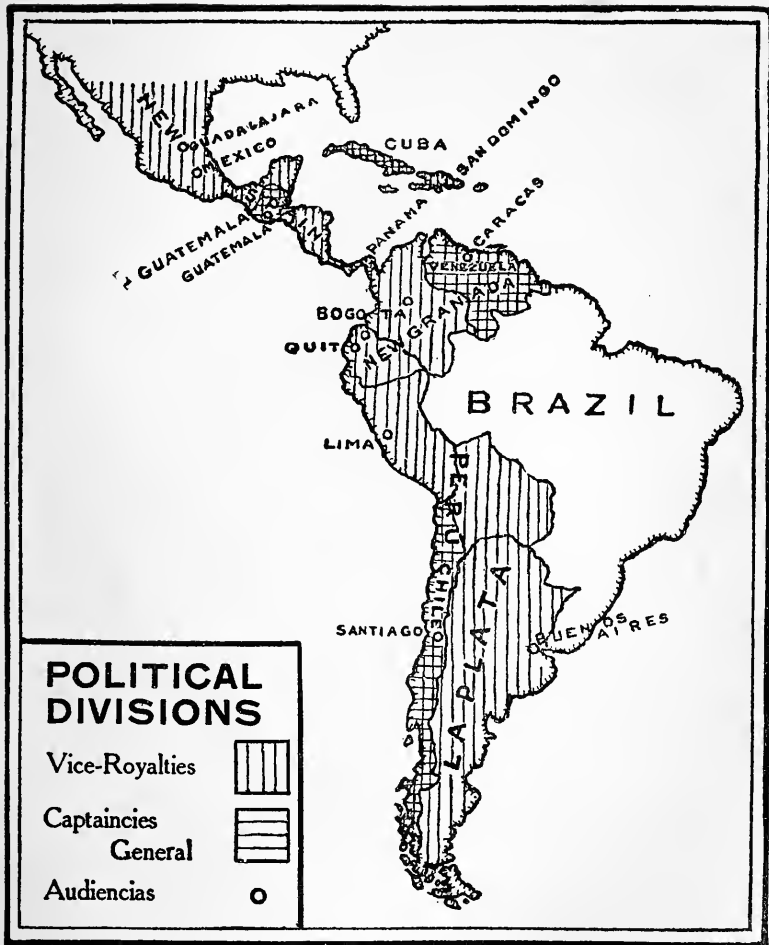 NEW
GUADALAJARA
MEXICO
CUBA
SAN DOMINGO
PANAMA
CARACAS
GUATEMALA
GUATEMALA
VENEZUELA
BOGOTA
NEW GRANADA
QUITO
BRAZIL
LIMA
PERU
CHILE
SANTIAGO
LA PLATA
BUENOS
AIRES
POLITICAL
DIVISIONS
Vice-Royalties
Captaincies
General
Audiencias